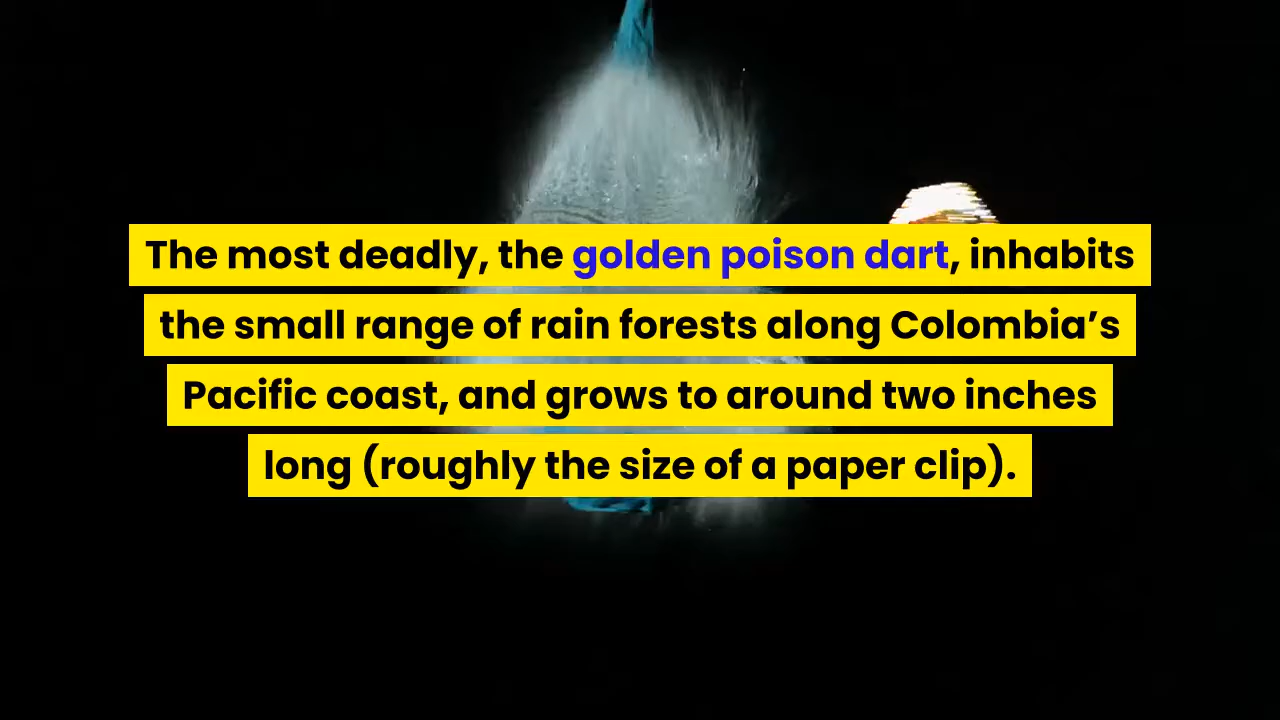 The most deadly, the golden poison dart, inhabits
the small range of rain forests along Colombia’s
Pacific coast, and grows to around two inches
long (roughly the size of a paper clip).